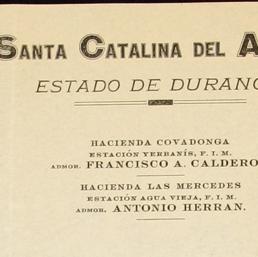 SANTA CATALINA DEL A
ESTADO DE DURANG
HACIENDA COVADONGA
ESTACIÓN YERBANÍS, F. I. M.
ADMOR. FRANCISCO A. CALDERO
HACIENDA LAS MERCEDES
ESTACIÓN AGUA VIEJA, F. I. M.
ADMOR. ANTONIO HERRAN.